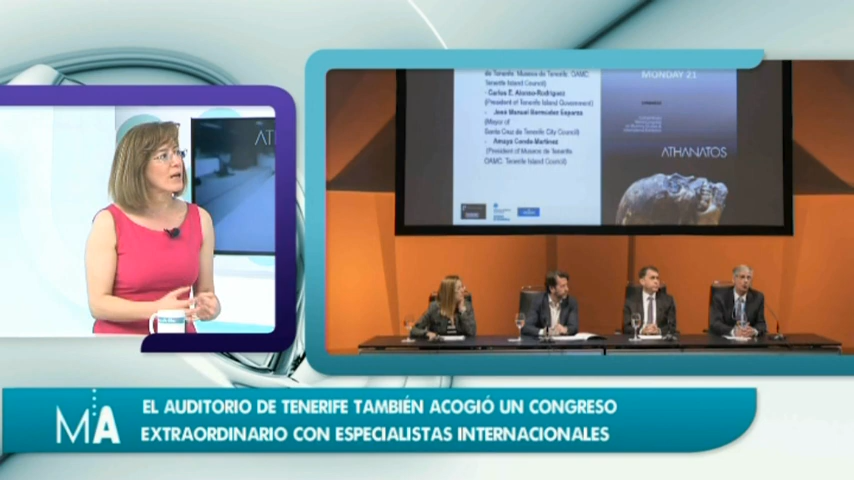 MONDAY 21
de Tenerife. Museos de Tenerife. OAMC.
Tenerife Island Council)
- Carlos E. Alonso-Rodríguez
(President of Tenerife Island Government)
- José Manuel Bermúdez Esparza
(Mayor of
Santa Cruz de Tenerife City Council)
- Amaya Conde Martínez
(President of Museos de Tenerife
OAMC. Tenerife Island Council)
ATHANATOS
MA
EL AUDITORIO DE TENERIFE TAMBIÉN ACOGIÓ UN CONGRESO
EXTRAORDINARIO CON ESPECIALISTAS INTERNACIONALES